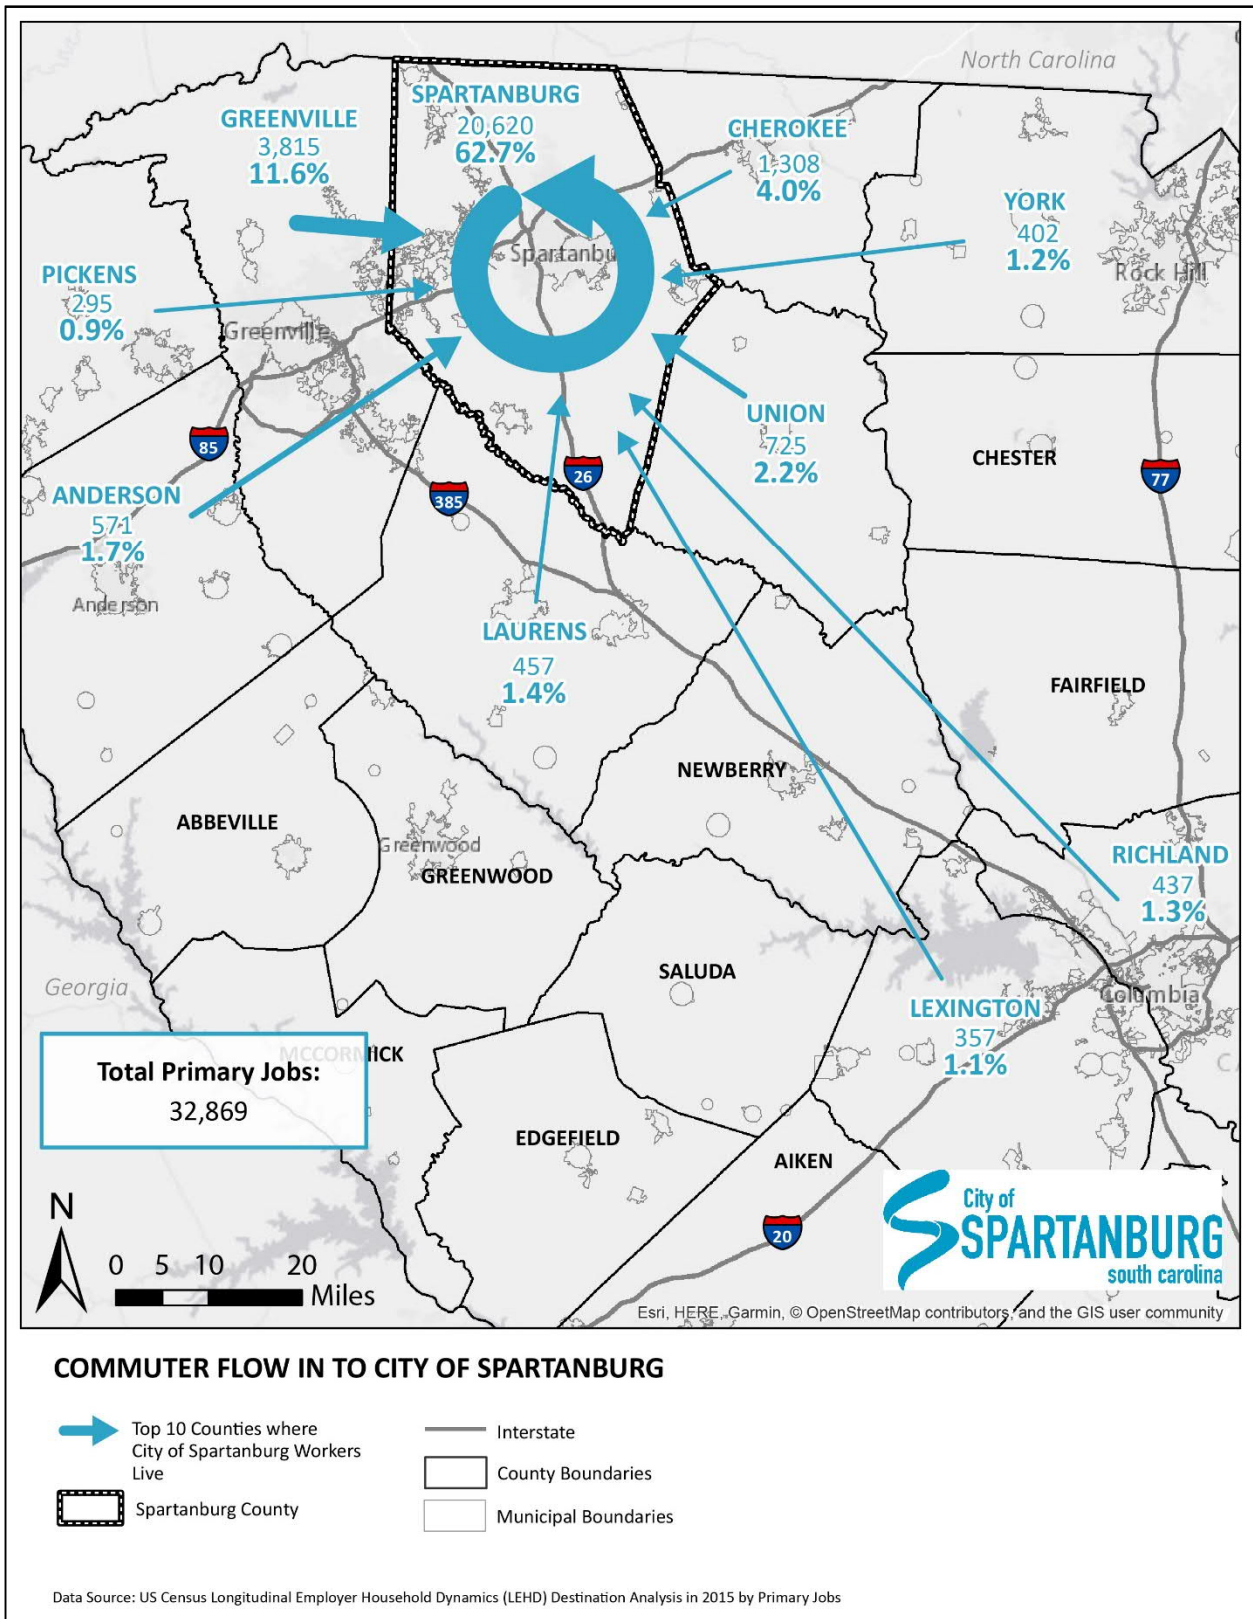 North Carolina
SPARTANBURG
20,620
62.7%
GREENVILLE
3,815
11.6%
CHEROKEE
1,308
4.0%
YORK
402
1.2%
Rock Hill
Spartanbu
PICKENS
295
0.9%
Greenville
UNION
725
2.2%
CHESTER
85
26
385
77
ANDERSON
571
1.7%
Anderson
LAURENS
457
1.4%
FAIRFIELD
NEWBERRY
ABBEVILLE
Greenwood
GREENWOOD
RICHLAND
437
1.3%
SALUDA
Georgia
Columbia
LEXINGTON
357
1.1%
MCCORMICK
Total Primary Jobs:
32,869
EDGEFIELD
AIKEN
20
N
0 5 10 20
Miles
City of
SPARTANBURG
south carolina
Esri, HERE, Garmin, © OpenStreetMap contributors, and the GIS user community
COMMUTER FLOW IN TO CITY OF SPARTANBURG
Top 10 Counties where
City of Spartanburg Workers
Live
Spartanburg County
Interstate
County Boundaries
Municipal Boundaries
Data Source: US Census Longitudinal Employer Household Dynamics (LEHD) Destination Analysis in 2015 by Primary Jobs